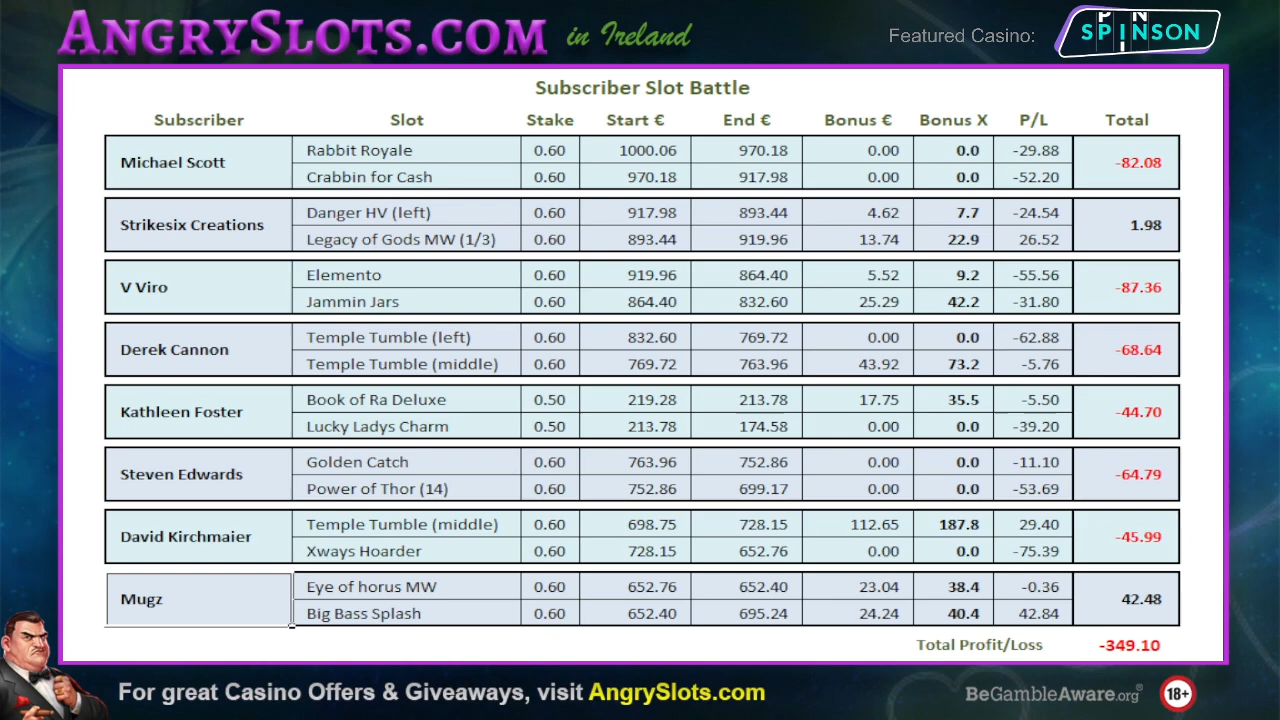 AngrySlots.com in Ireland
Featured Casino:
SPINSON
Subscriber Slot Battle
Subscriber Slot Stake Start € End € Bonus € Bonus X P/L Total
Michael Scott Rabbit Royale 0.60 1000.06 970.18 0.00 0.0 -29.88 -82.08
Crabbin for Cash 0.60 970.18 917.98 0.00 0.0 -52.20
Strikesix Creations Danger HV (left) 0.60 917.98 893.44 4.62 7.7 -24.54 1.98
Legacy of Gods MW (1/3) 0.60 893.44 919.96 13.74 22.9 26.52
V Viro Elemento 0.60 919.96 864.40 5.52 9.2 -55.56 -87.36
Jammin Jars 0.60 864.40 832.60 25.29 42.2 -31.80
Derek Cannon Temple Tumble (left) 0.60 832.60 769.72 0.00 0.0 -62.88 -68.64
Temple Tumble (middle) 0.60 769.72 763.96 43.92 73.2 -5.76
Kathleen Foster Book of Ra Deluxe 0.50 219.28 213.78 17.75 35.5 -5.50 -44.70
Lucky Ladys Charm 0.50 213.78 174.58 0.00 0.0 -39.20
Steven Edwards Golden Catch 0.60 763.96 752.86 0.00 0.0 -11.10 -64.79
Power of Thor (14) 0.60 752.86 699.17 0.00 0.0 -53.69
David Kirchmaier Temple Tumble (middle) 0.60 698.75 728.15 112.65 187.8 29.40 -45.99
Xways Hoarder 0.60 728.15 652.76 0.00 0.0 -75.39
Mugz Eye of horus MW 0.60 652.76 652.40 23.04 38.4 -0.36 42.48
Big Bass Splash 0.60 652.40 695.24 24.24 40.4 42.84
Total Profit/Loss -349.10
For great Casino Offers & Giveaways, visit AngrySlots.com
BeGambleAware.org®
18+